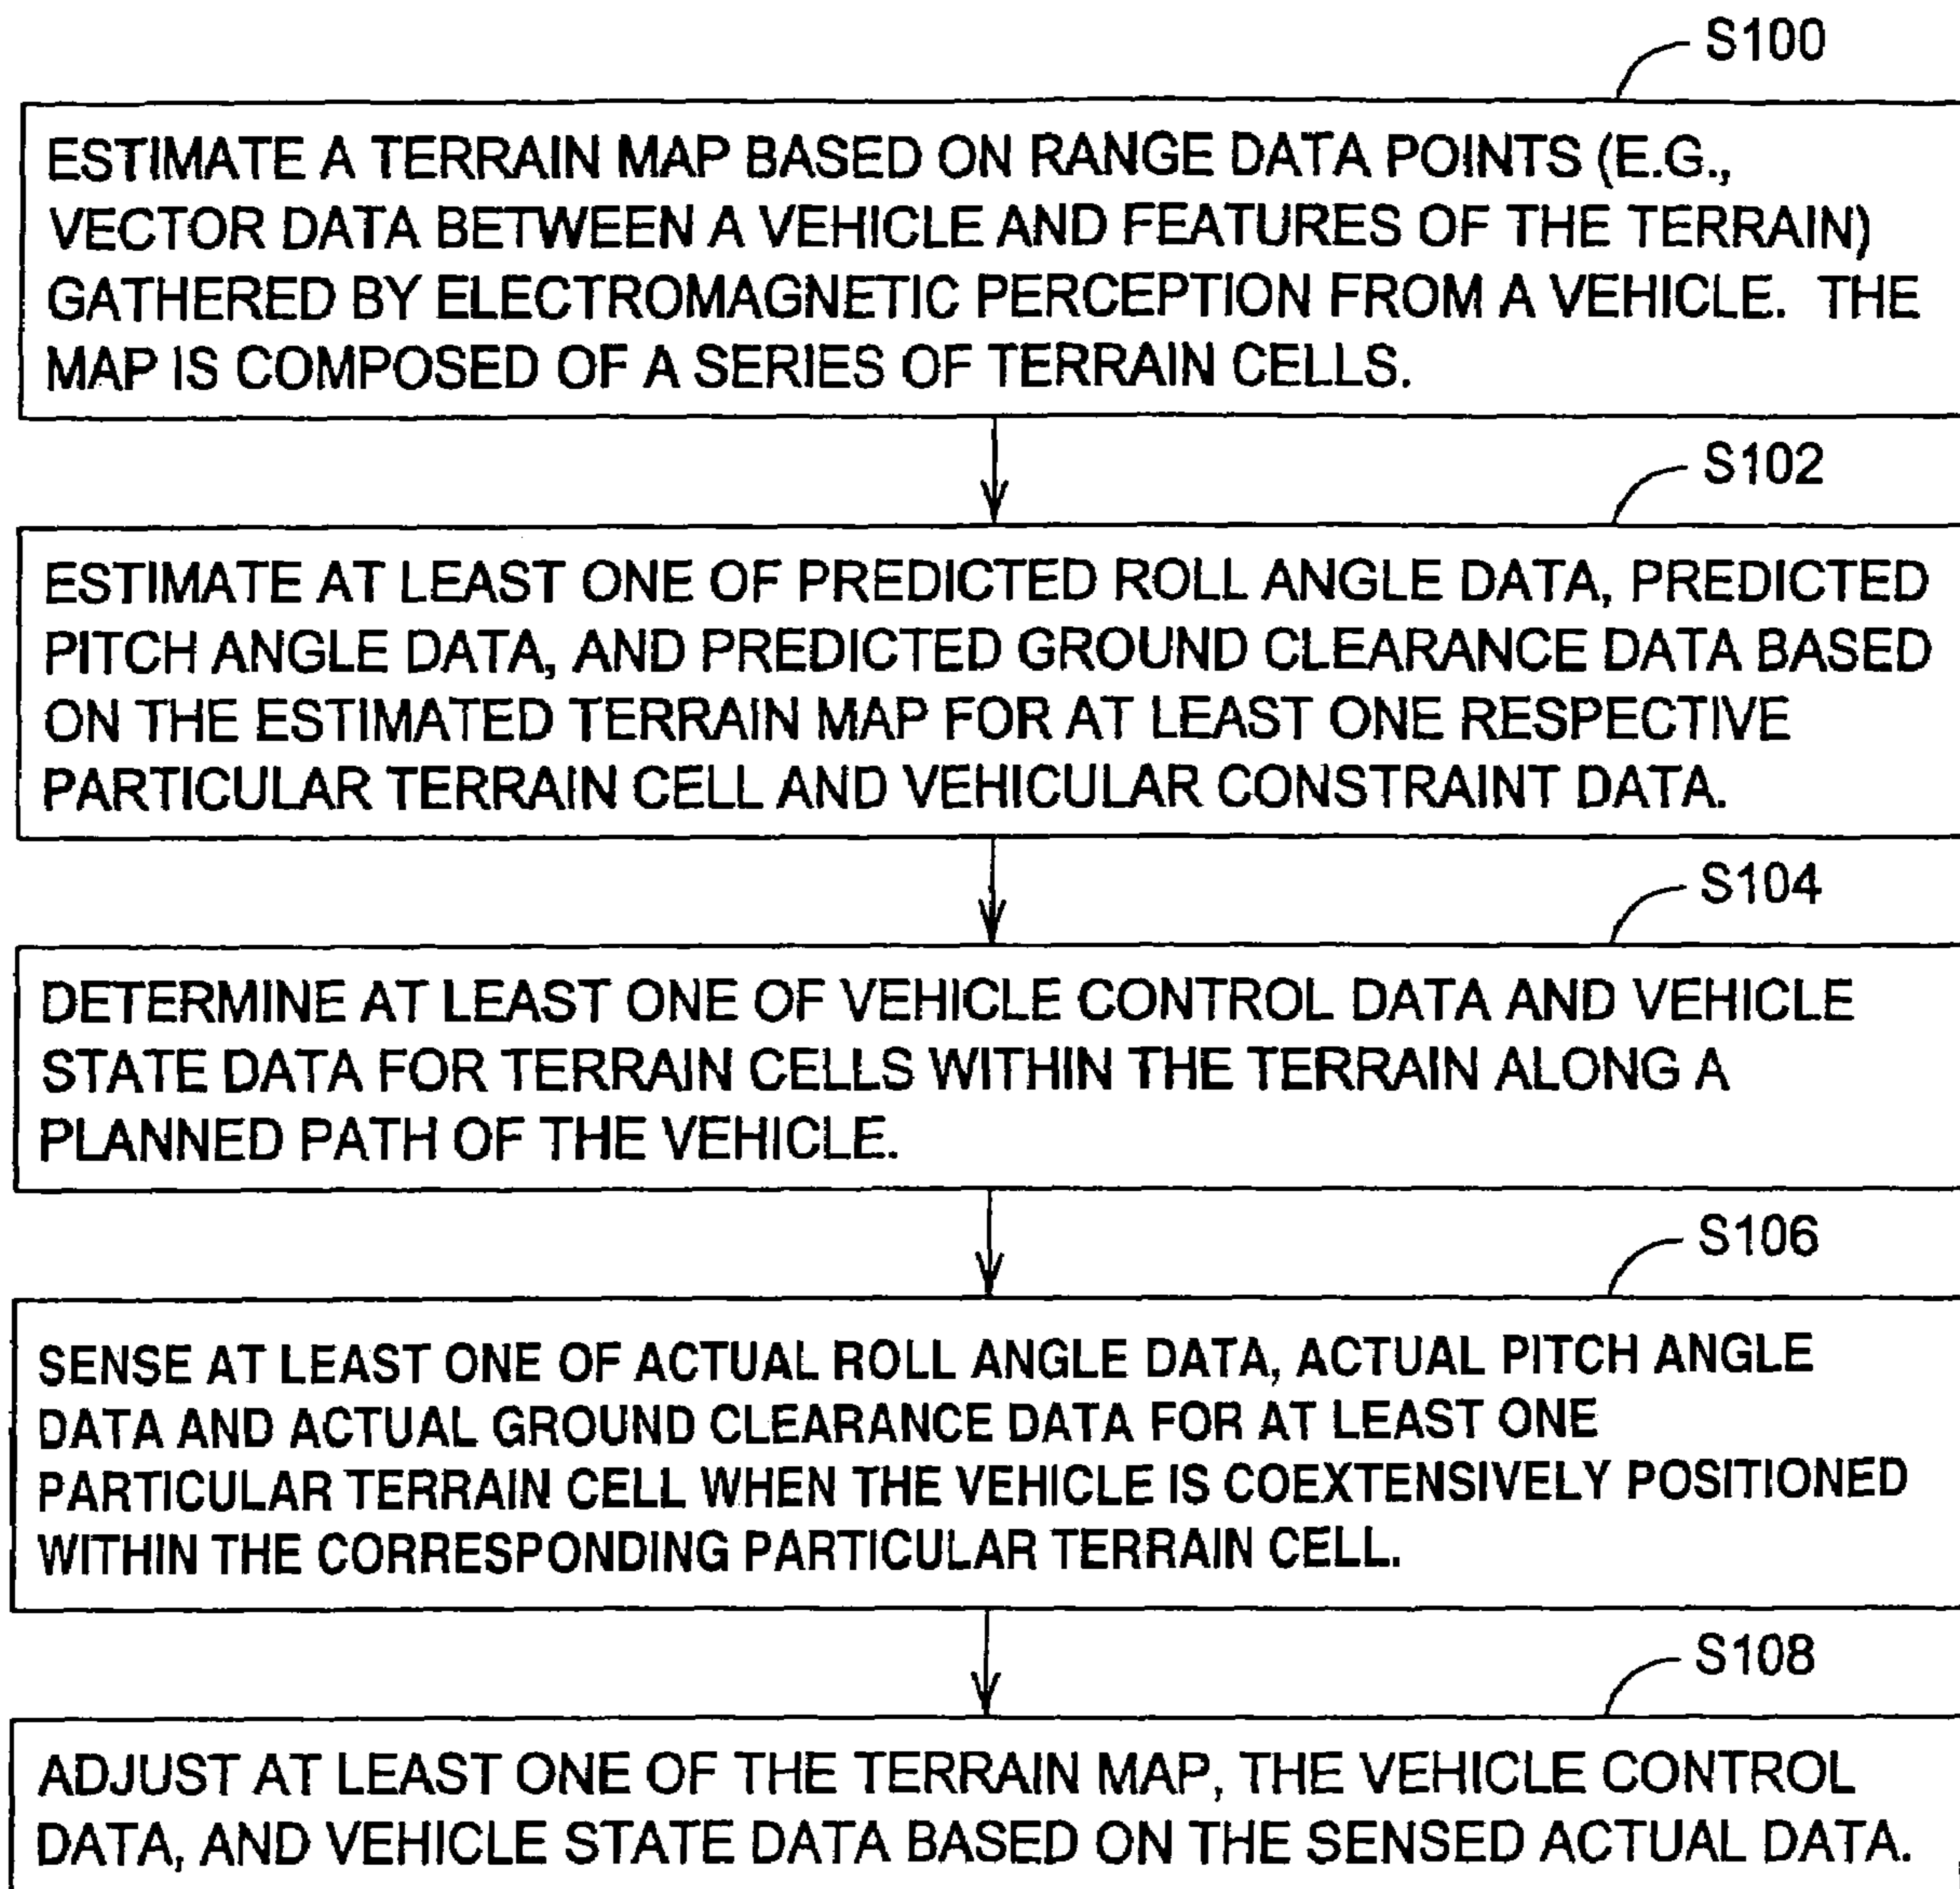 S100
ESTIMATE A TERRAIN MAP BASED ON RANGE DATA POINTS (E.G.,
VECTOR DATA BETWEEN A VEHICLE AND FEATURES OF THE TERRAIN)
GATHERED BY ELECTROMAGNETIC PERCEPTION FROM A VEHICLE. THE
MAP IS COMPOSED OF A SERIES OF TERRAIN CELLS.
S102
ESTIMATE AT LEAST ONE OF PREDICTED ROLL ANGLE DATA, PREDICTED
PITCH ANGLE DATA, AND PREDICTED GROUND CLEARANCE DATA BASED
ON THE ESTIMATED TERRAIN MAP FOR AT LEAST ONE RESPECTIVE
PARTICULAR TERRAIN CELL AND VEHICULAR CONSTRAINT DATA.
S104
DETERMINE AT LEAST ONE OF VEHICLE CONTROL DATA AND VEHICLE
STATE DATA FOR TERRAIN CELLS WITHIN THE TERRAIN ALONG A
PLANNED PATH OF THE VEHICLE.
S106
SENSE AT LEAST ONE OF ACTUAL ROLL ANGLE DATA, ACTUAL PITCH ANGLE
DATA AND ACTUAL GROUND CLEARANCE DATA FOR AT LEAST ONE
PARTICULAR TERRAIN CELL WHEN THE VEHICLE IS COEXTENSIVELY POSITIONED
WITHIN THE CORRESPONDING PARTICULAR TERRAIN CELL.
S108
ADJUST AT LEAST ONE OF THE TERRAIN MAP, THE VEHICLE CONTROL
DATA, AND VEHICLE STATE DATA BASED ON THE SENSED ACTUAL DATA.